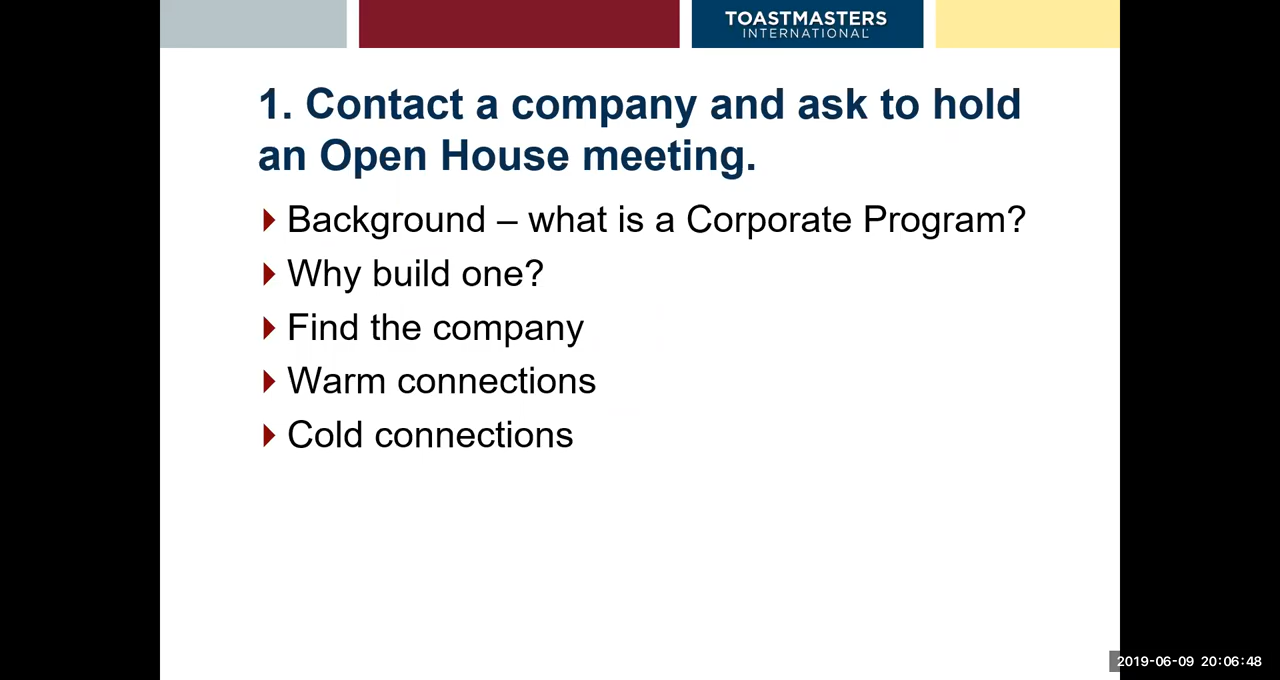 TOASTMASTERS
INTERNATIONAL
1. Contact a company and ask to hold
an Open House meeting.
Background – what is a Corporate Program?
Why build one?
Find the company
Warm connections
Cold connections
2019-06-09 20:06:48